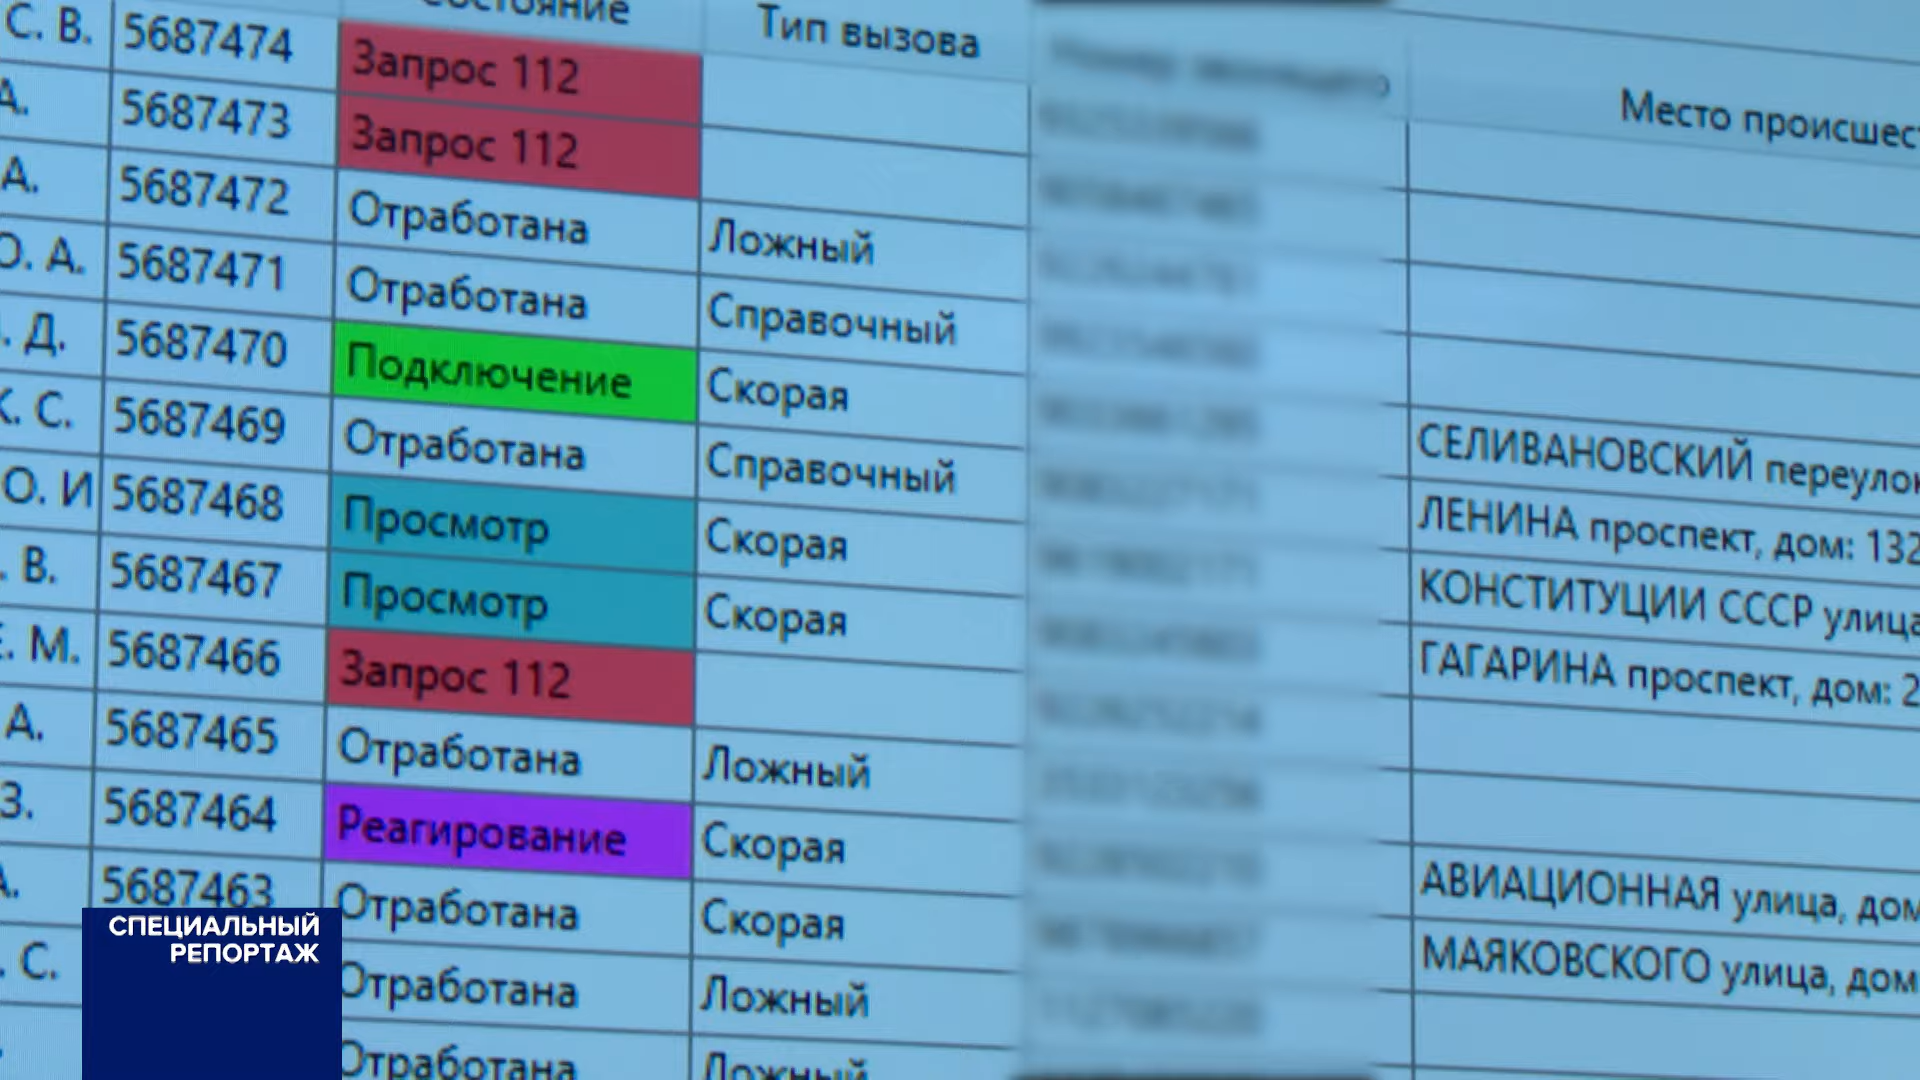 Состояние Тип вызова Место происшес
С. В. 5687474 Запрос 112
А. 5687473 Запрос 112
А. 5687472 Отработана Ложный
О. А. 5687471 Отработана Справочный
. Д. 5687470 Подключение Скорая СЕЛИВАНОВСКИЙ переулок
К. С. 5687469 Отработана Справочный ЛЕНИНА проспект, дом: 132
О. И 5687468 Просмотр Скорая КОНСТИТУЦИИ СССР улица
. В. 5687467 Просмотр Скорая ГАГАРИНА проспект, дом: 2
Е. М. 5687466 Запрос 112
А. 5687465 Отработана Ложный
З. 5687464 Реагирование Скорая АВИАЦИОННАЯ улица, дом
А. 5687463 Отработана Скорая МАЯКОВСКОГО улица, дом
. С. Отработана Ложный
Отработана Ложный
СПЕЦИАЛЬНЫЙ
РЕПОРТАЖ